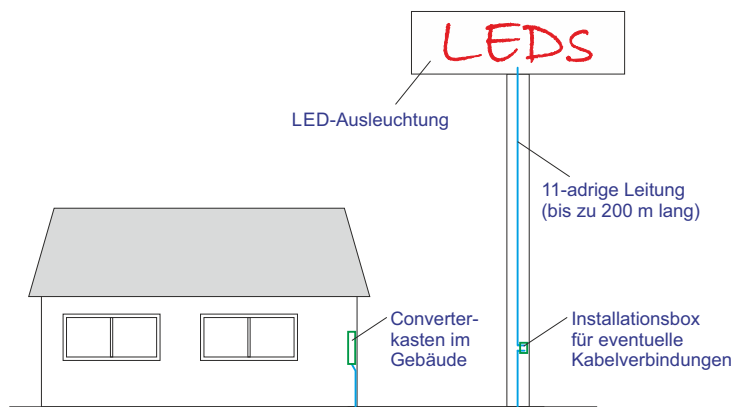 LEDS
LED-Ausleuchtung
11-adrige Leitung
(bis zu 200 m lang)
Converter-
kasten im
Gebäude
Installationsbox
für eventuelle
Kabelverbindungen